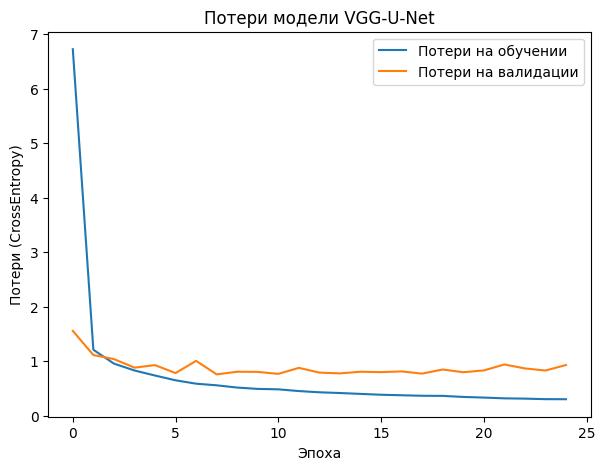 Потери модели VGG-U-Net
Потери на обучении
Потери на валидации
Потери (CrossEntropy)
7
6
5
4
3
2
1
0
0 5 10 15 20 25
Эпоха